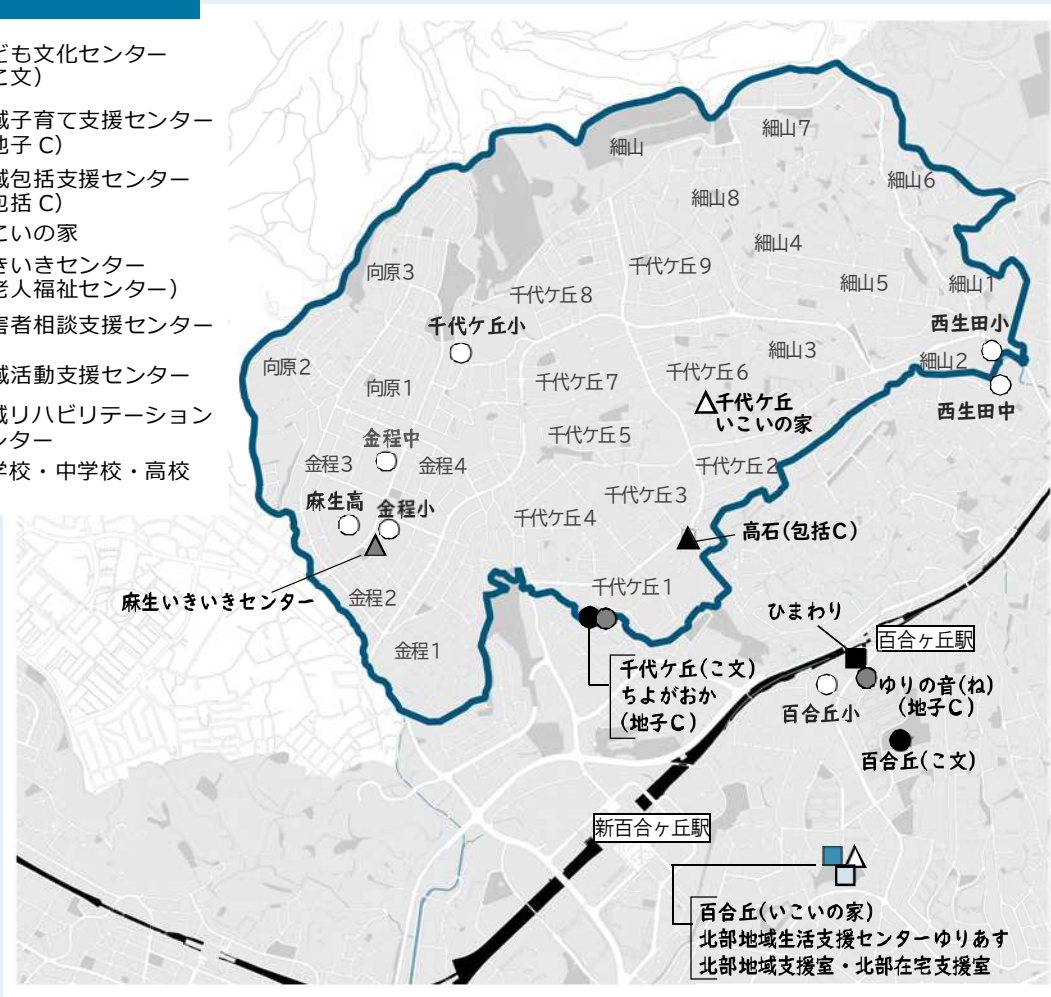 ども文化センター
こ文）
域子育て支援センター
地子 C）
域包括支援センター
包括 C）
こいの家
きいきセンター
老人福祉センター）
害者相談支援センター
域活動支援センター
域リハビリテーション
ンター
学校・中学校・高校
細山7
細山
細山6
細山8
細山4
千代ケ丘9
向原3
細山5
細山1
千代ケ丘8
千代ケ丘小
西生田小
細山3
細山2
向原2
千代ケ丘6
千代ケ丘7
向原1
千代ケ丘
いこいの家
西生田中
千代ケ丘5
金程中
金程3
金程4
千代ケ丘2
千代ケ丘3
麻生高
金程小
千代ケ丘4
高石(包括C)
千代ケ丘1
麻生いきいきセンター
金程2
ひまわり
百合ヶ丘駅
金程1
千代ケ丘(こ文)
ちよがおか
(地子C)
ゆりの音(ね)
(地子C)
百合丘小
百合丘(こ文)
新百合ヶ丘駅
百合丘(いこいの家)
北部地域生活支援センターゆりあす
北部地域支援室・北部在宅支援室